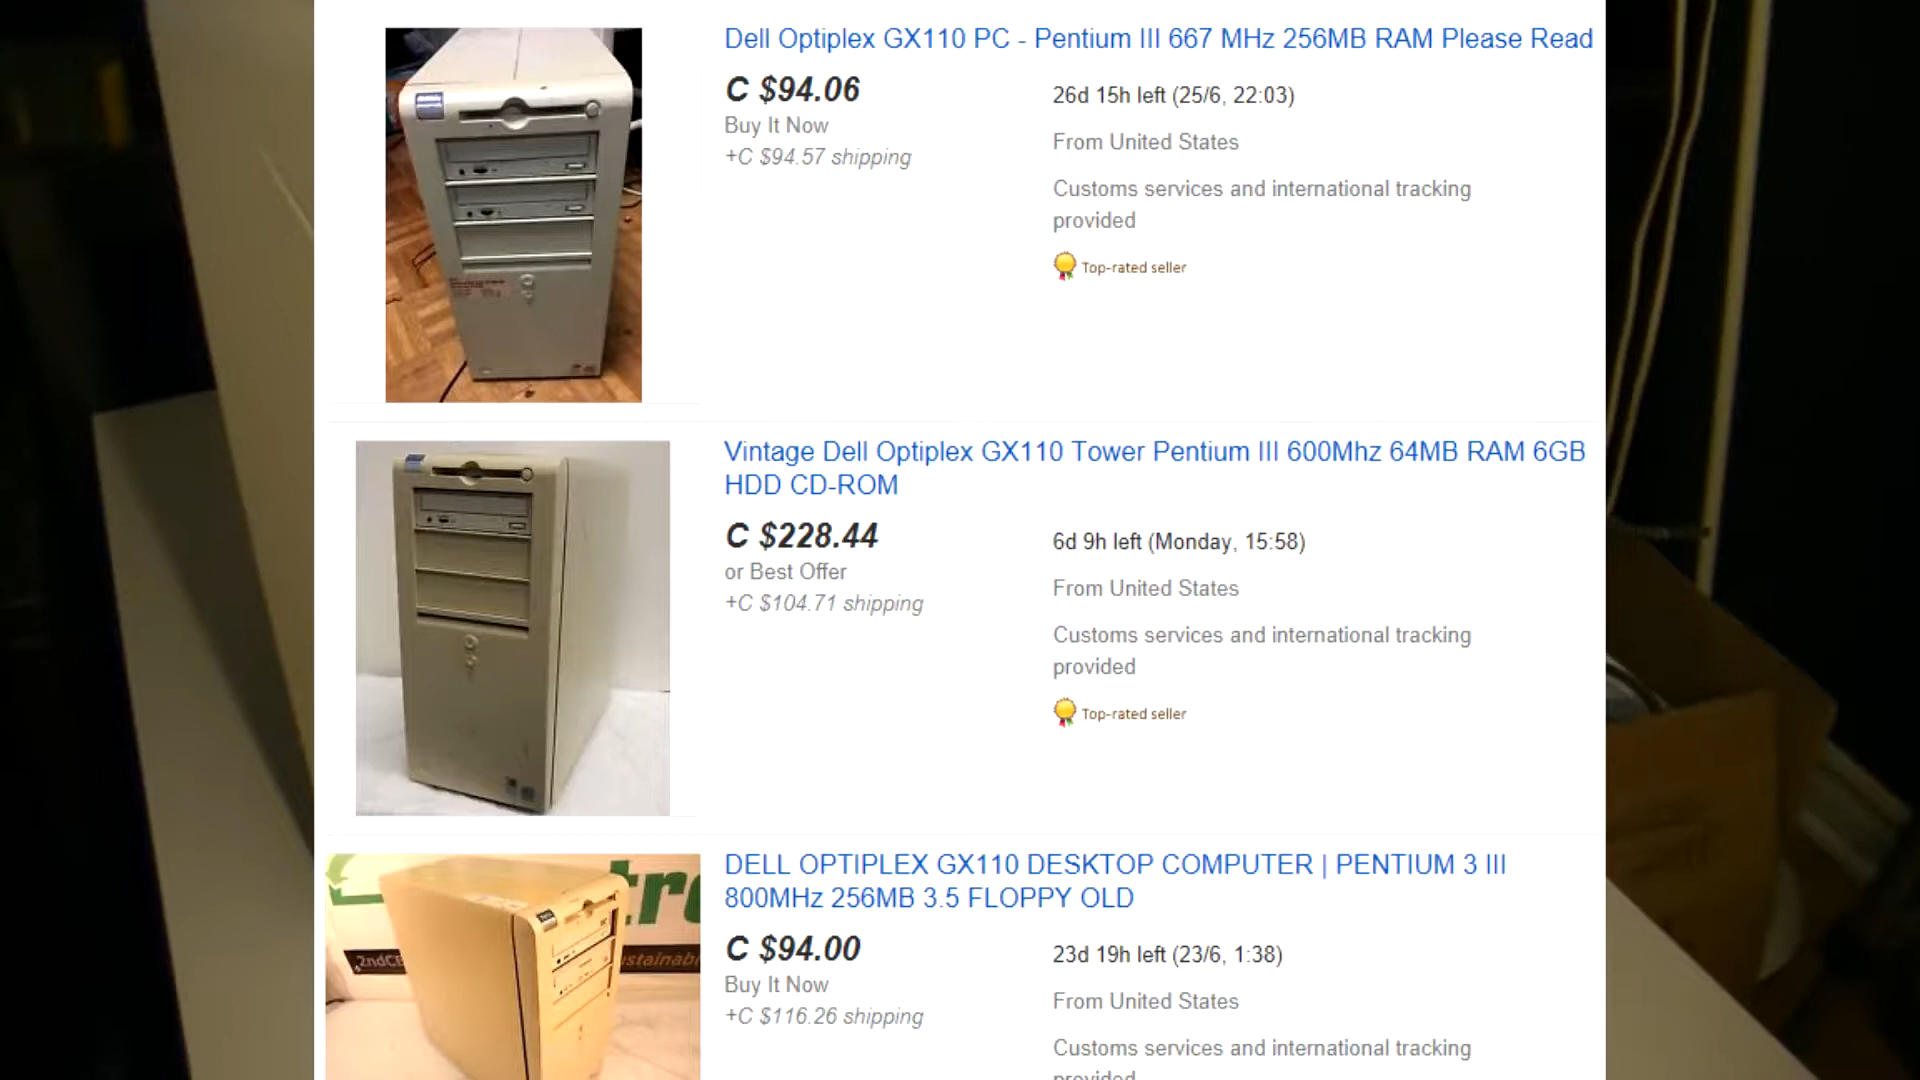 Dell Optiplex GX110 PC - Pentium III 667 MHz 256MB RAM Please Read
C $94.06
26d 15h left (25/6, 22:03)
Buy It Now
From United States
+C $94.57 shipping
Customs services and international tracking
provided
Top-rated seller
Vintage Dell Optiplex GX110 Tower Pentium III 600Mhz 64MB RAM 6GB
HDD CD-ROM
C $228.44
6d 9h left (Monday, 15:58)
or Best Offer
From United States
+C $104.71 shipping
Customs services and international tracking
provided
Top-rated seller
DELL OPTIPLEX GX110 DESKTOP COMPUTER | PENTIUM 3 III
800MHz 256MB 3.5 FLOPPY OLD
C $94.00
23d 19h left (23/6, 1:38)
Buy It Now
From United States
+C $116.26 shipping
Customs services and international tracking
provided